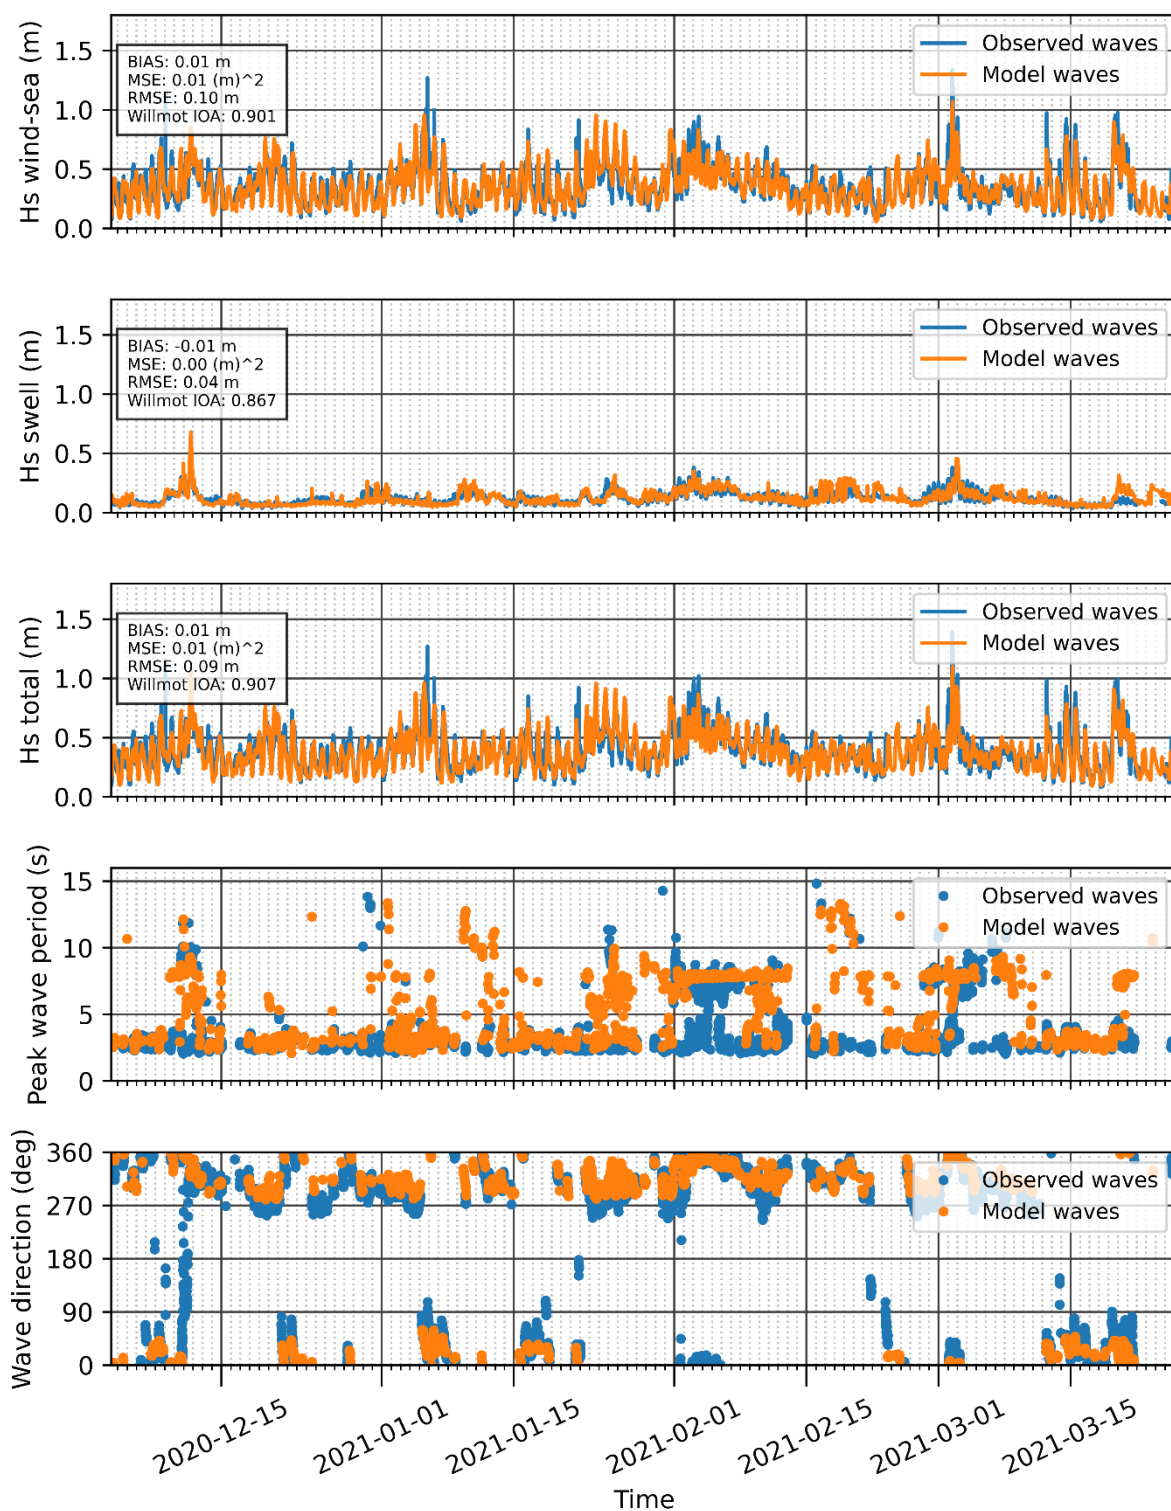 Hs wind-sea (m)
1.5
1.0
0.5
0.0
BIAS: 0.01 m
MSE: 0.01 (m)^2
RMSE: 0.10 m
Willmot IOA: 0.901
Observed waves
Model waves
Hs swell (m)
1.5
1.0
0.5
0.0
BIAS: -0.01 m
MSE: 0.00 (m)^2
RMSE: 0.04 m
Willmot IOA: 0.867
Observed waves
Model waves
Hs total (m)
1.5
1.0
0.5
0.0
BIAS: 0.01 m
MSE: 0.01 (m)^2
RMSE: 0.09 m
Willmot IOA: 0.907
Observed waves
Model waves
Peak wave period (s)
15
10
5
0
Observed waves
Model waves
Wave direction (deg)
360
270
180
90
0
Observed waves
Model waves
2020-12-15
2021-01-01
2021-01-15
2021-02-01
2021-02-15
2021-03-01
2021-03-15
Time